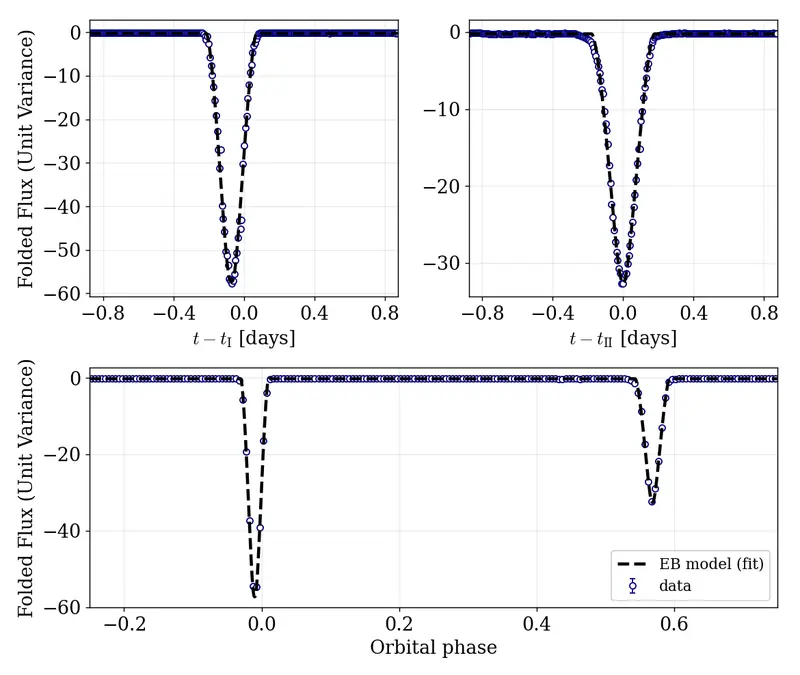 Folded Flux (Unit Variance)
0
−10
−20
−30
−40
−50
−60
−0.8 −0.4 0.0 0.4 0.8
t − tI [days]
0
−10
−20
−30
−0.8 −0.4 0.0 0.4 0.8
t − tII [days]
Folded Flux (Unit Variance)
0
−20
−40
−60
EB model (fit)
data
−0.2 0.0 0.2 0.4 0.6
Orbital phase